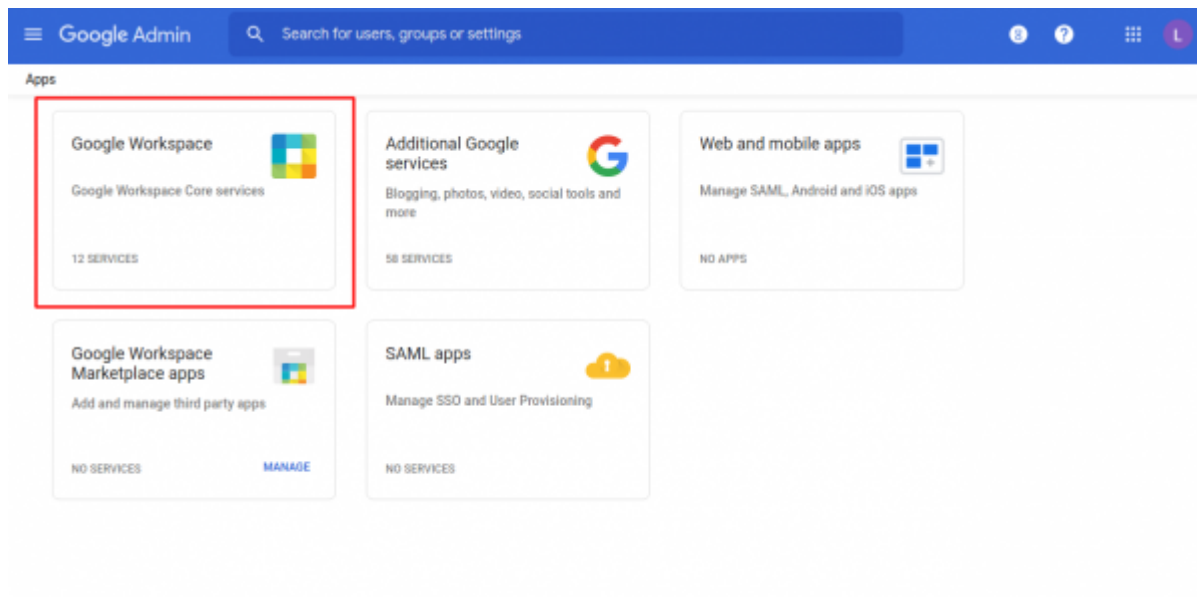 Google Admin
Search for users, groups or settings
?
L
Apps
Google Workspace
Google Workspace Core services
12 SERVICES
Additional Google
services
Blogging, photos, video, social tools and
more
58 SERVICES
Web and mobile apps
Manage SAML, Android and iOS apps
NO APPS
Google Workspace
Marketplace apps
Add and manage third party apps
NO SERVICES
MANAGE
SAML apps
Manage SSO and User Provisioning
NO SERVICES